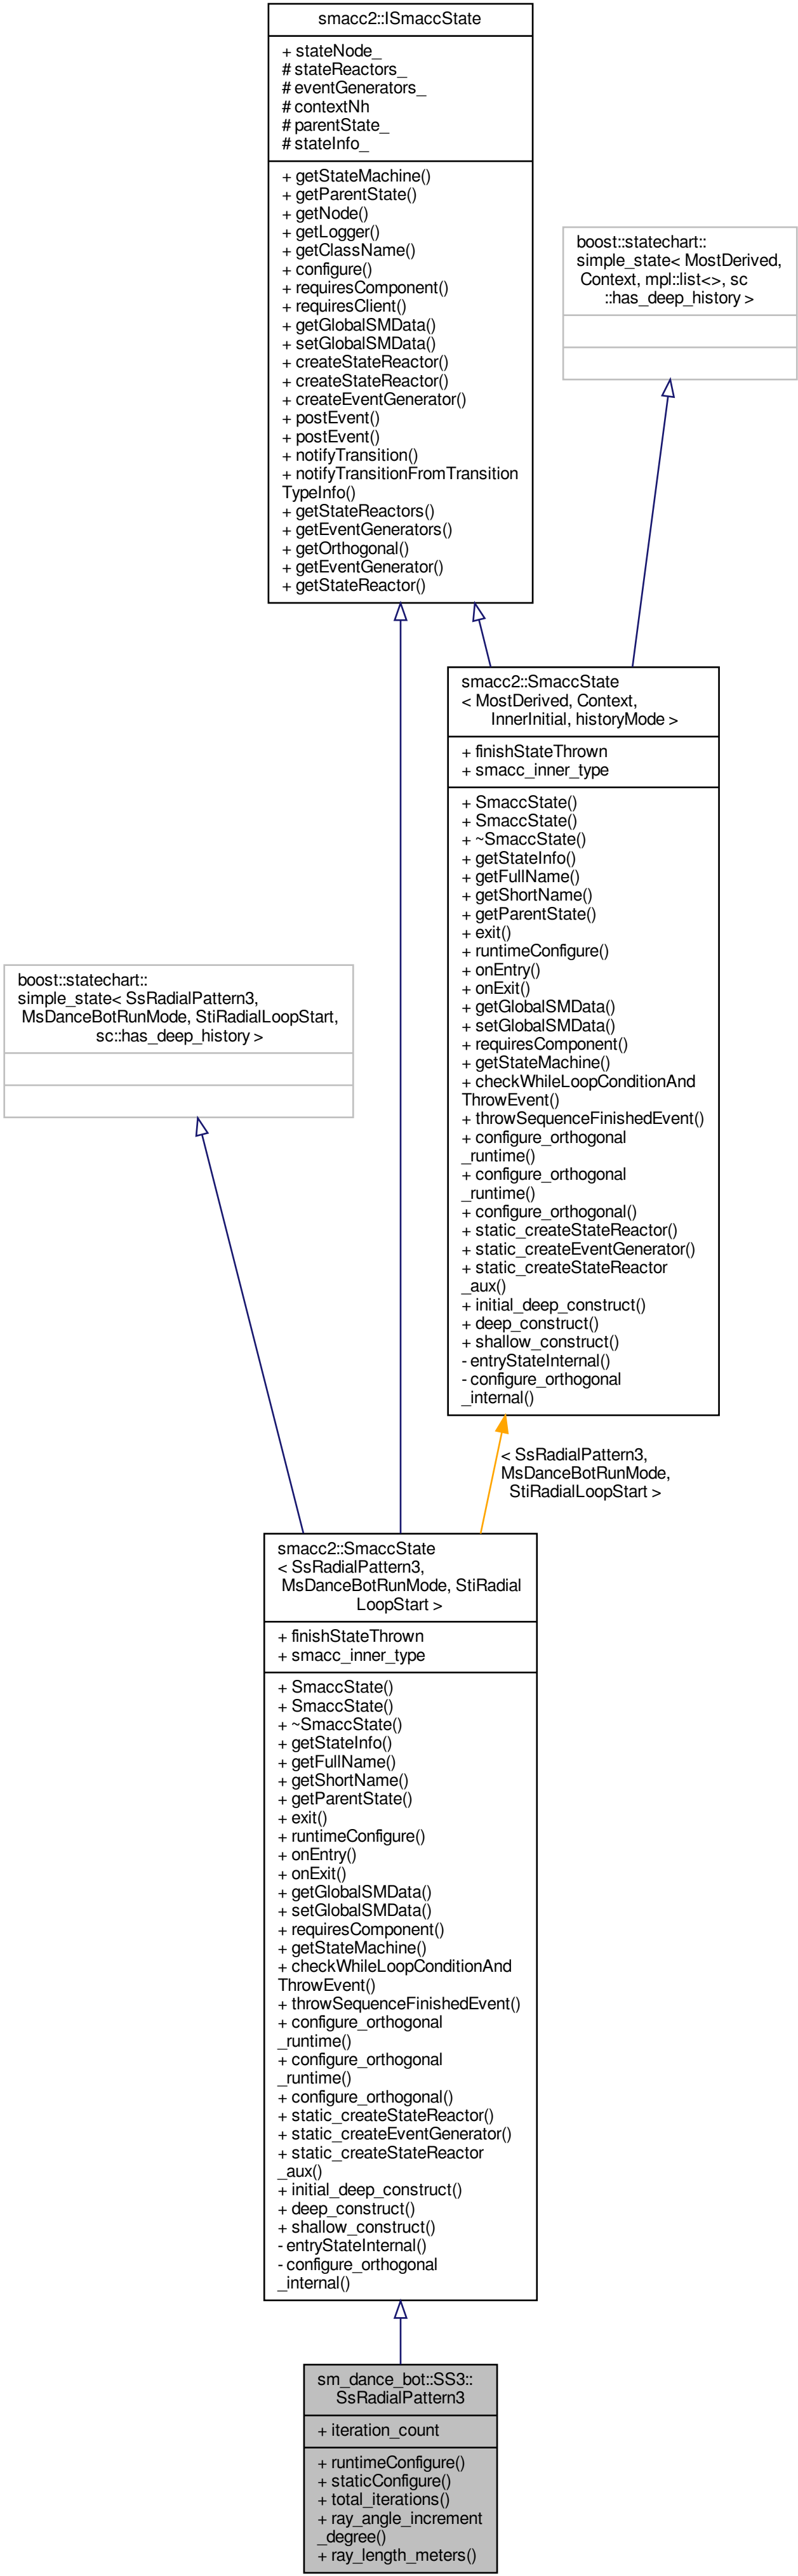 smacc2::ISmaccState
+ stateNode_
# stateReactors_
# eventGenerators_
# contextNh
# parentState_
# stateInfo_
+ getStateMachine()
+ getParentState()
+ getNode()
+ getLogger()
+ getClassName()
+ configure()
+ requiresComponent()
+ requiresClient()
+ getGlobalSMData()
+ setGlobalSMData()
+ createStateReactor()
+ createStateReactor()
+ createEventGenerator()
+ postEvent()
+ postEvent()
+ notifyTransition()
+ notifyTransitionFromTransition
TypeInfo()
+ getStateReactors()
+ getEventGenerators()
+ getOrthogonal()
+ getEventGenerator()
+ getStateReactor()
boost::statechart::
simple_state< MostDerived,
Context, mpl::list<>, sc
::has_deep_history >
smacc2::SmaccState
< MostDerived, Context,
InnerInitial, historyMode >
+ finishStateThrown
+ smacc_inner_type
+ SmaccState()
+ SmaccState()
+ ~SmaccState()
+ getStateInfo()
+ getFullName()
+ getShortName()
+ getParentState()
+ exit()
+ runtimeConfigure()
+ onEntry()
+ onExit()
+ getGlobalSMData()
+ setGlobalSMData()
+ requiresComponent()
+ getStateMachine()
+ checkWhileLoopConditionAnd
ThrowEvent()
+ throwSequenceFinishedEvent()
+ configure_orthogonal
_runtime()
+ configure_orthogonal
_runtime()
+ configure_orthogonal()
+ static_createStateReactor()
+ static_createEventGenerator()
+ static_createStateReactor
_aux()
+ initial_deep_construct()
+ deep_construct()
+ shallow_construct()
- entryStateInternal()
- configure_orthogonal
_internal()
boost::statechart::
simple_state< SsRadialPattern3,
MsDanceBotRunMode, StiRadialLoopStart,
sc::has_deep_history >
< SsRadialPattern3,
MsDanceBotRunMode,
StiRadialLoopStart >
smacc2::SmaccState
< SsRadialPattern3,
MsDanceBotRunMode, StiRadial
LoopStart >
+ finishStateThrown
+ smacc_inner_type
+ SmaccState()
+ SmaccState()
+ ~SmaccState()
+ getStateInfo()
+ getFullName()
+ getShortName()
+ getParentState()
+ exit()
+ runtimeConfigure()
+ onEntry()
+ onExit()
+ getGlobalSMData()
+ setGlobalSMData()
+ requiresComponent()
+ getStateMachine()
+ checkWhileLoopConditionAnd
ThrowEvent()
+ throwSequenceFinishedEvent()
+ configure_orthogonal
_runtime()
+ configure_orthogonal
_runtime()
+ configure_orthogonal()
+ static_createStateReactor()
+ static_createEventGenerator()
+ static_createStateReactor
_aux()
+ initial_deep_construct()
+ deep_construct()
+ shallow_construct()
- entryStateInternal()
- configure_orthogonal
_internal()
sm_dance_bot::SS3::
SsRadialPattern3
+ iteration_count
+ runtimeConfigure()
+ staticConfigure()
+ total_iterations()
+ ray_angle_increment
_degree()
+ ray_length_meters()